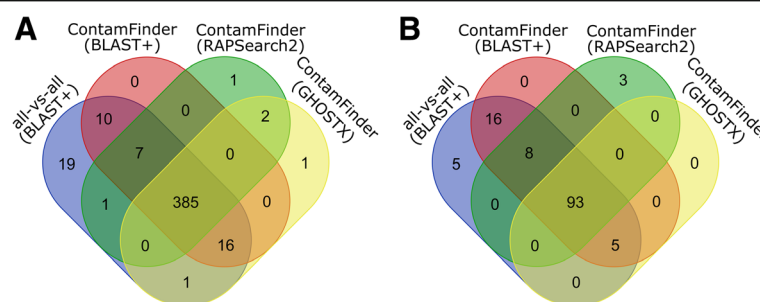 A
ContamFinder
(BLAST+)
ContamFinder
(RAPSearch2)
ContamFinder
(GHOSTX)
all-vs-all
(BLAST+)
0
1
10
0
2
19
7
0
1
1
385
0
0
16
1
B
ContamFinder
(BLAST+)
ContamFinder
(RAPSearch2)
ContamFinder
(GHOSTX)
all-vs-all
(BLAST+)
0
3
16
0
0
5
8
0
0
0
93
0
0
5
0